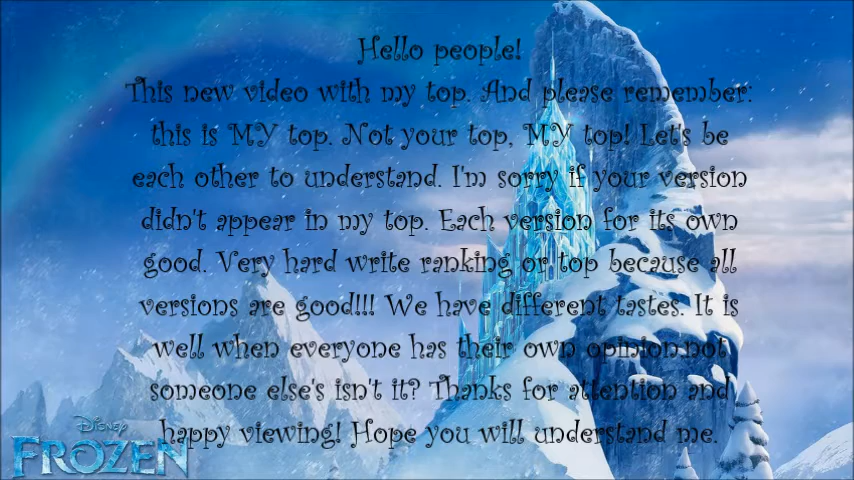 Hello people!
This new video with my top. And please remember:
this is MY top. Not your top, MY top! Let's be
each other to understand. I'm sorry if your version
didn't appear in my top. Each version for its own
good. Very hard write ranking or top because all
versions are good!!! We have different tastes. It is
well when everyone has their own opinion.not
someone else's isn't it? Thanks for attention and
happy viewing! Hope you will understand me.
Disney
FROZEN